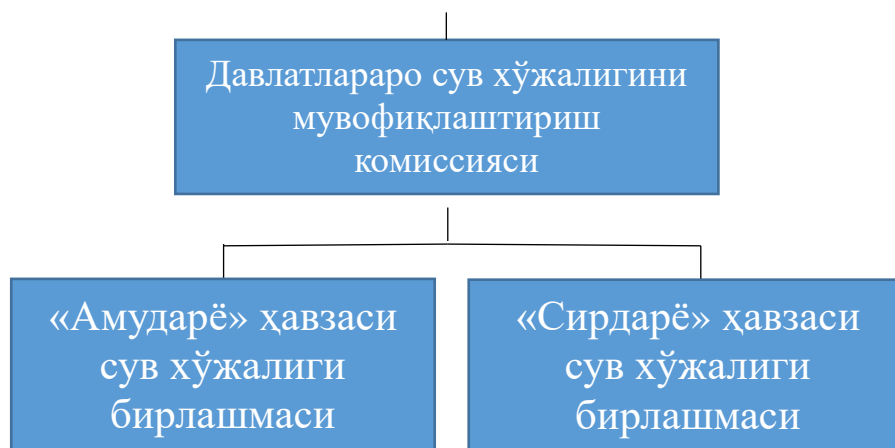 Давлатлараро сув хўжалигини
мувофиқлаштириш
комиссияси
«Амударё» ҳавзаси
сув хўжалиги
бирлашмаси
«Сирдарё» ҳавзаси
сув хўжалиги
бирлашмаси